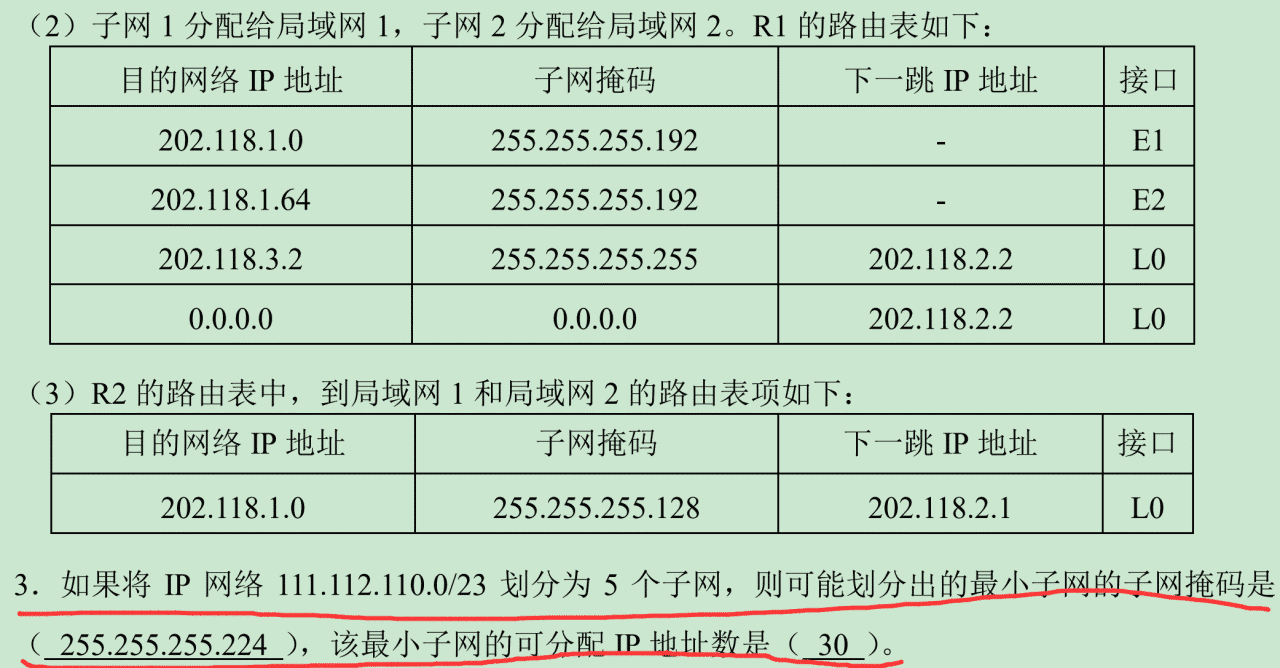 （2）子网 1 分配给局域网 1，子网 2 分配给局域网 2。R1 的路由表如下：
目的网络 IP 地址 子网掩码 下一跳 IP 地址 接口
202.118.1.0 255.255.255.192 - E1
202.118.1.64 255.255.255.192 - E2
202.118.3.2 255.255.255.255 202.118.2.2 L0
0.0.0.0 0.0.0.0 202.118.2.2 L0
（3）R2 的路由表中，到局域网 1 和局域网 2 的路由表项如下：
目的网络 IP 地址 子网掩码 下一跳 IP 地址 接口
202.118.1.0 255.255.255.128 202.118.2.1 L0
3．如果将 IP 网络 111.112.110.0/23 划分为 5 个子网，则可能划分出的最小子网的子网掩码是
（ 255.255.255.224 ），该最小子网的可分配 IP 地址数是（ 30 ）。